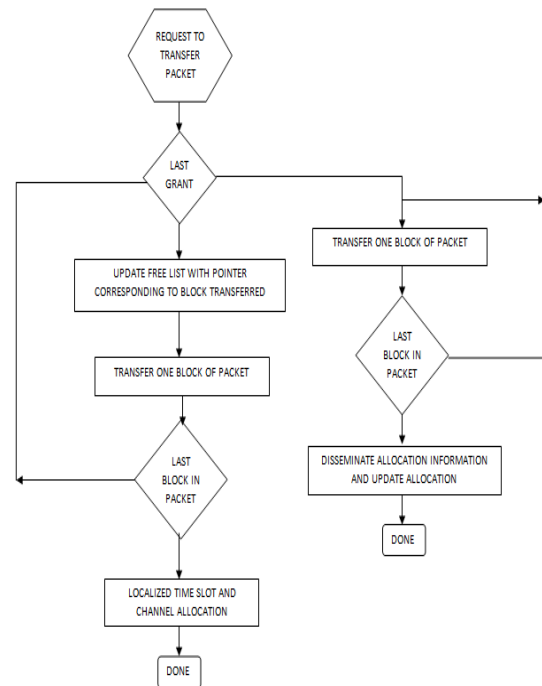 REQUEST TO
TRANSFER
PACKET
LAST
GRANT
UPDATE FREE LIST WITH POINTER
CORRESPONDING TO BLOCK TRANSFERRED
TRANSFER ONE BLOCK OF PACKET
LAST
BLOCK IN
PACKET
LOCALIZED TIME SLOT AND
CHANNEL ALLOCATION
DONE
TRANSFER ONE BLOCK OF PACKET
LAST
BLOCK IN
PACKET
DISSEMINATE ALLOCATION INFORMATION
AND UPDATE ALLOCATION
DONE